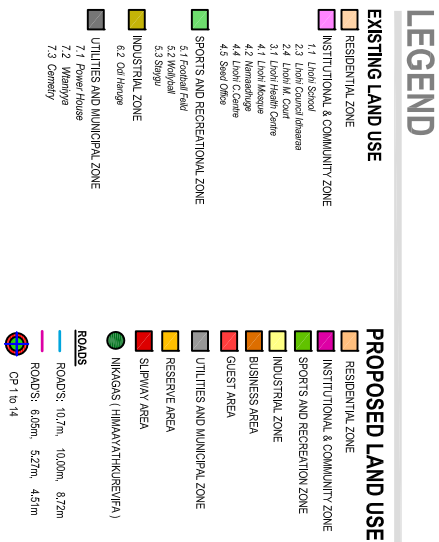 LEGEND
EXISTING LAND USE
RESIDENTIAL ZONE
INSTITUTIONAL & COMMUNITY ZONE
1.1 Lhohi School
2.3 Lhohi Council Idhaaraa
2.4 Lhohi M. Court
3.1 Lhohi Health Centre
4.1 Lhohi Mosque
4.2 Namaadhuge
4.4 Lhohi C.Centre
4.5 Seed Office
SPORTS AND RECREATIONAL ZONE
5.1 Football Feild
5.2 Wollyball
5.3 Staygu
INDUSTRIAL ZONE
6.2 Odi Haruge
UTILITIES AND MUNICIPAL ZONE
7.1 Power House
7.2 Wtaniyya
7.3 Cemetry
PROPOSED LAND USE
RESIDENTIAL ZONE
INSTITUTIONAL & COMMUNITY ZONE
SPORTS AND RECREATION ZONE
INDUSTRIAL ZONE
BUSINESS AREA
GUEST AREA
UTILITIES AND MUNICIPAL ZONE
RESERVE AREA
SLIPWAY AREA
NIKAGAS ( HIMAAYATHKUREVIFA )
ROADS
ROAD'S: 10.7m, 10.00m, 8.72m
ROAD'S: 6.05m, 5.27m, 4.51m
CP 1 to 14